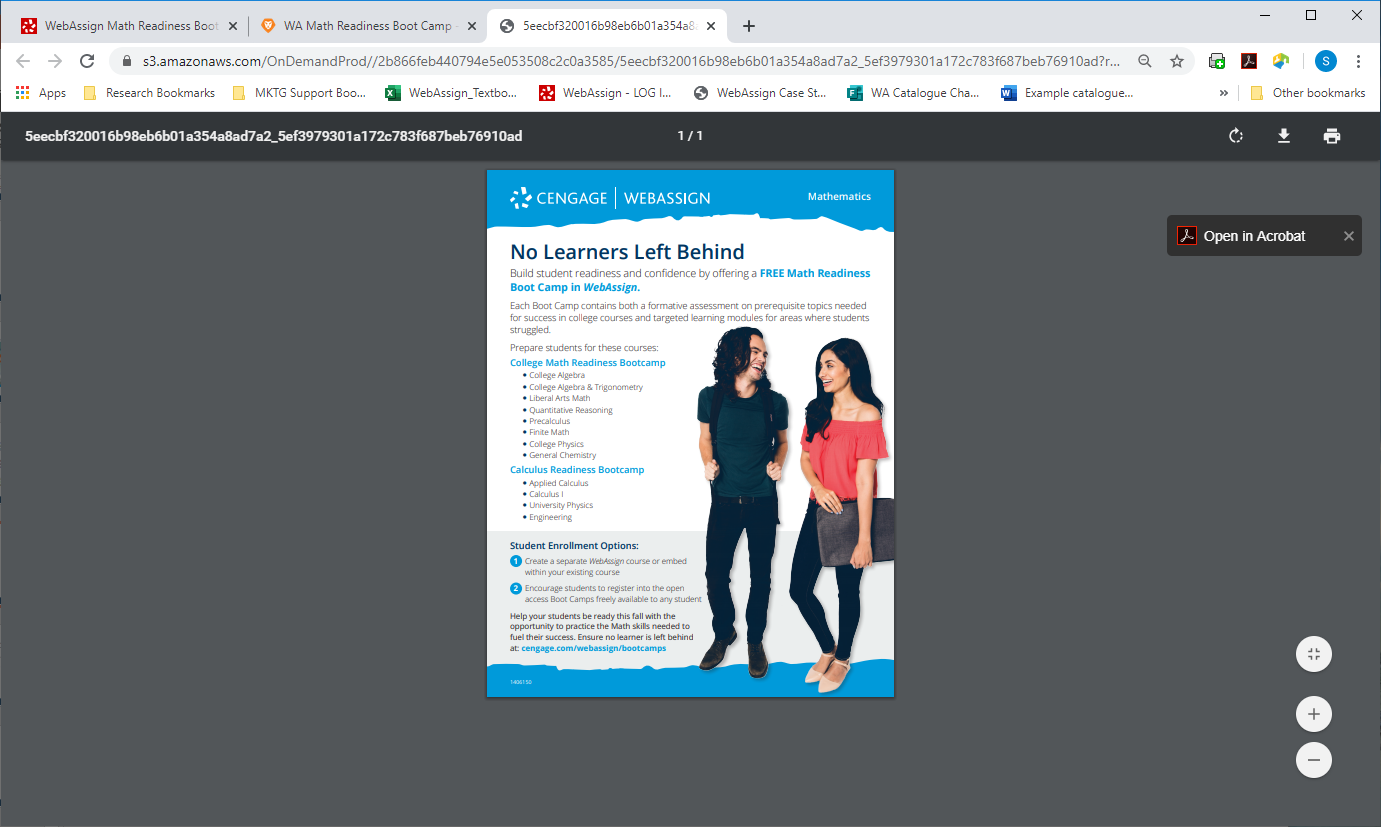 WebAssign Math Readiness Boot
WA Math Readiness Boot Camp -
5eecbf320016b98eb6b01a354a8
s3.amazonaws.com/OnDemandProd//2b866feb440794e5e053508c2c0a3585/5eecbf320016b98eb6b01a354a8ad7a2_5ef3979301a172c783f687beb76910ad?r...
S
Apps
Research Bookmarks
MKTG Support Boo...
WebAssign_Textbo...
WebAssign - LOG I...
WebAssign Case St...
WA Catalogue Cha...
Example catalogue...
»
Other bookmarks
5eecbf320016b98eb6b01a354a8ad7a2_5ef3979301a172c783f687beb76910ad
1 / 1
CENGAGE | WEBASSIGN
Mathematics
Open in Acrobat
No Learners Left Behind
Build student readiness and confidence by offering a FREE Math Readiness
Boot Camp in WebAssign.
Each Boot Camp contains both a formative assessment on prerequisite topics needed
for success in college courses and targeted learning modules for areas where students
struggled.
Prepare students for these courses:
College Math Readiness Bootcamp
• College Algebra
• College Algebra & Trigonometry
• Liberal Arts Math
• Quantitative Reasoning
• Precalculus
• Finite Math
• College Physics
• General Chemistry
Calculus Readiness Bootcamp
• Applied Calculus
• Calculus I
• University Physics
• Engineering
Student Enrollment Options:
1 Create a separate WebAssign course or embed
within your existing course
2 Encourage students to register into the open
access Boot Camps freely available to any student
Help your students be ready this fall with the
opportunity to practice the Math skills needed to
fuel their success. Ensure no learner is left behind
at: cengage.com/webassign/bootcamps
1406150